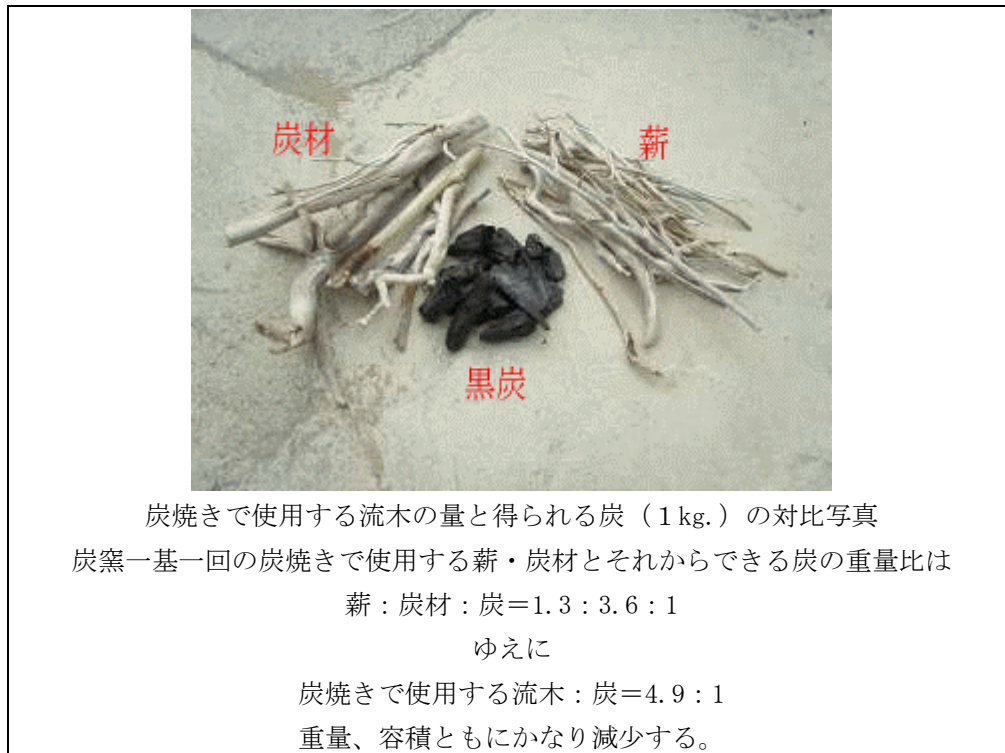 炭材
薪
黒炭
炭焼きで使用する流木の量と得られる炭（１kg.）の対比写真
炭窯一基一回の炭焼きで使用する薪・炭材とそれからできる炭の重量比は
薪：炭材：炭＝1.3：3.6：1
ゆえに
炭焼きで使用する流木：炭＝4.9：1
重量、容積ともにかなり減少する。